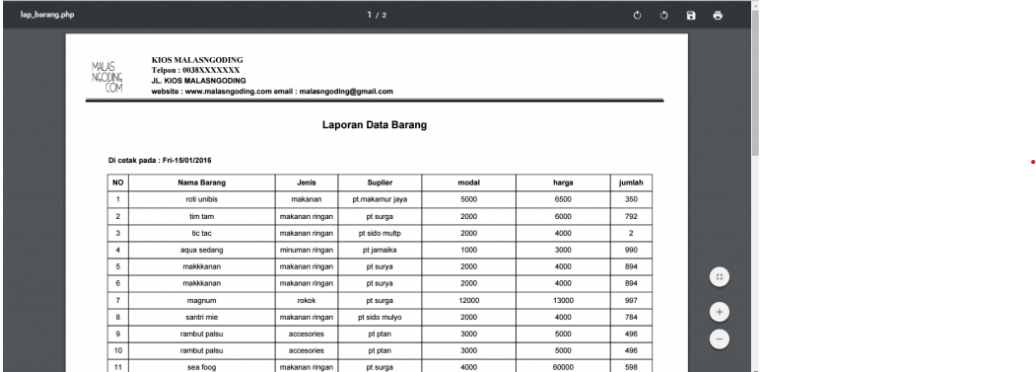 lap_barang.php 1 / 2
MALAS
NGODING
.COM
KIOS MALASNGODING
Telpon : 0038XXXXXXX
JL. KIOS MALASNGODING
website : www.malasngoding.com email : malasngoding@gmail.com
Laporan Data Barang
Di cetak pada : Fri-15/01/2016
NO Nama Barang Jenis Suplier modal harga jumlah
1 roti unibis makanan pt.makamur jaya 5000 6500 350
2 tim tam makanan ringan pt surga 2000 6000 792
3 tic tac makanan ringan pt sido multp 2000 4000 2
4 aqua sedang minuman ringan pt jamaika 1000 3000 990
5 makkkanan makanan ringan pt surya 2000 4000 894
6 makkkanan makanan ringan pt surya 2000 4000 894
7 magnum rokok pt surga 12000 13000 997
8 santri mie makanan ringan pt sido mulyo 2000 4000 784
9 rambut palsu accesories pt ptan 3000 5000 496
10 rambut palsu accesories pt ptan 3000 5000 496
11 sea foog makanan ringan pt surga 4000 60000 598